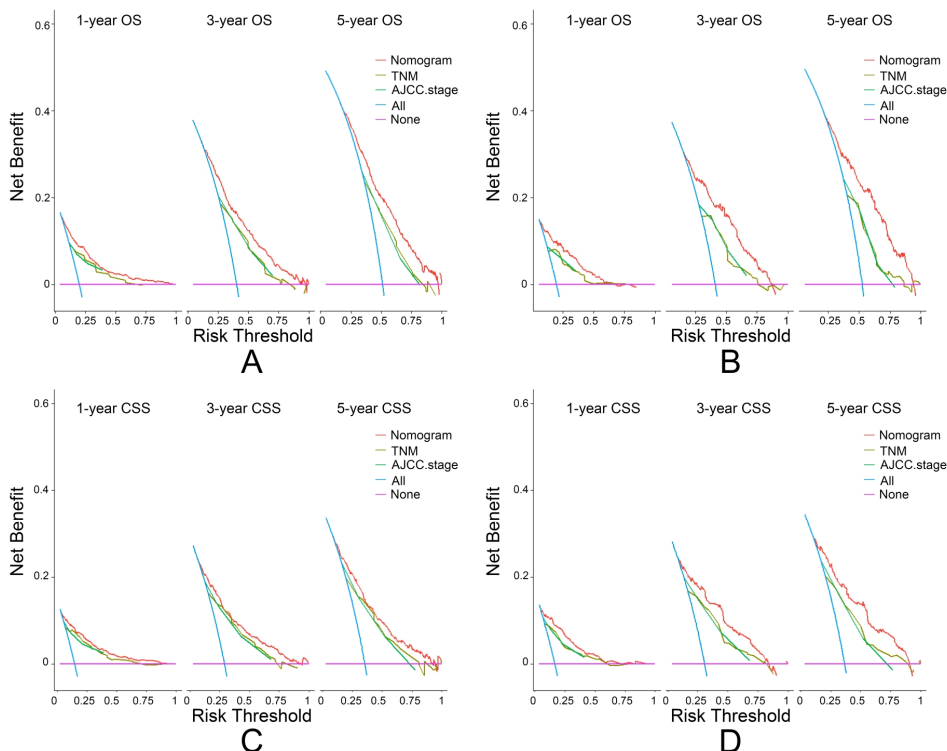 0.6
1-year OS
3-year OS
5-year OS
Nomogram
TNM
AJCC.stage
All
None
Net Benefit
0.4
0.2
0
0 0.25 0.5 0.75 1
0 0.25 0.5 0.75 1
0 0.25 0.5 0.75 1
Risk Threshold
A
0.6
1-year OS
3-year OS
5-year OS
Nomogram
TNM
AJCC.stage
All
None
Net Benefit
0.4
0.2
0
0 0.25 0.5 0.75 1
0 0.25 0.5 0.75 1
0 0.25 0.5 0.75 1
Risk Threshold
B
0.6
1-year CSS
3-year CSS
5-year CSS
Nomogram
TNM
AJCC.stage
All
None
Net Benefit
0.4
0.2
0
0 0.25 0.5 0.75 1
0 0.25 0.5 0.75 1
0 0.25 0.5 0.75 1
Risk Threshold
C
0.6
1-year CSS
3-year CSS
5-year CSS
Nomogram
TNM
AJCC.stage
All
None
Net Benefit
0.4
0.2
0
0 0.25 0.5 0.75 1
0 0.25 0.5 0.75 1
0 0.25 0.5 0.75 1
Risk Threshold
D